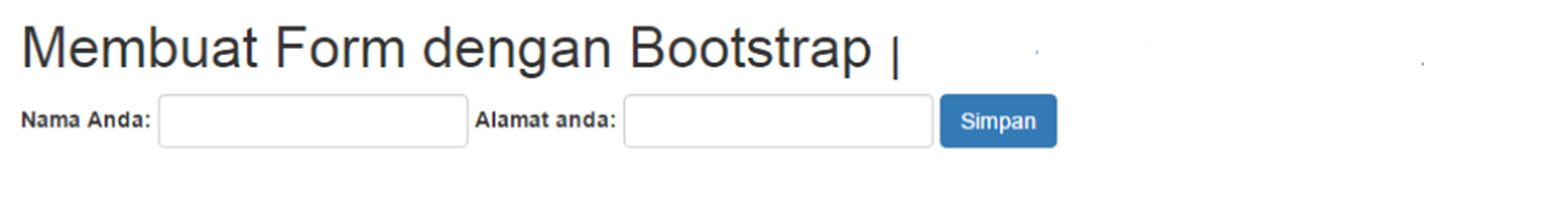 Membuat Form dengan Bootstrap |
Nama Anda: Alamat anda: Simpan